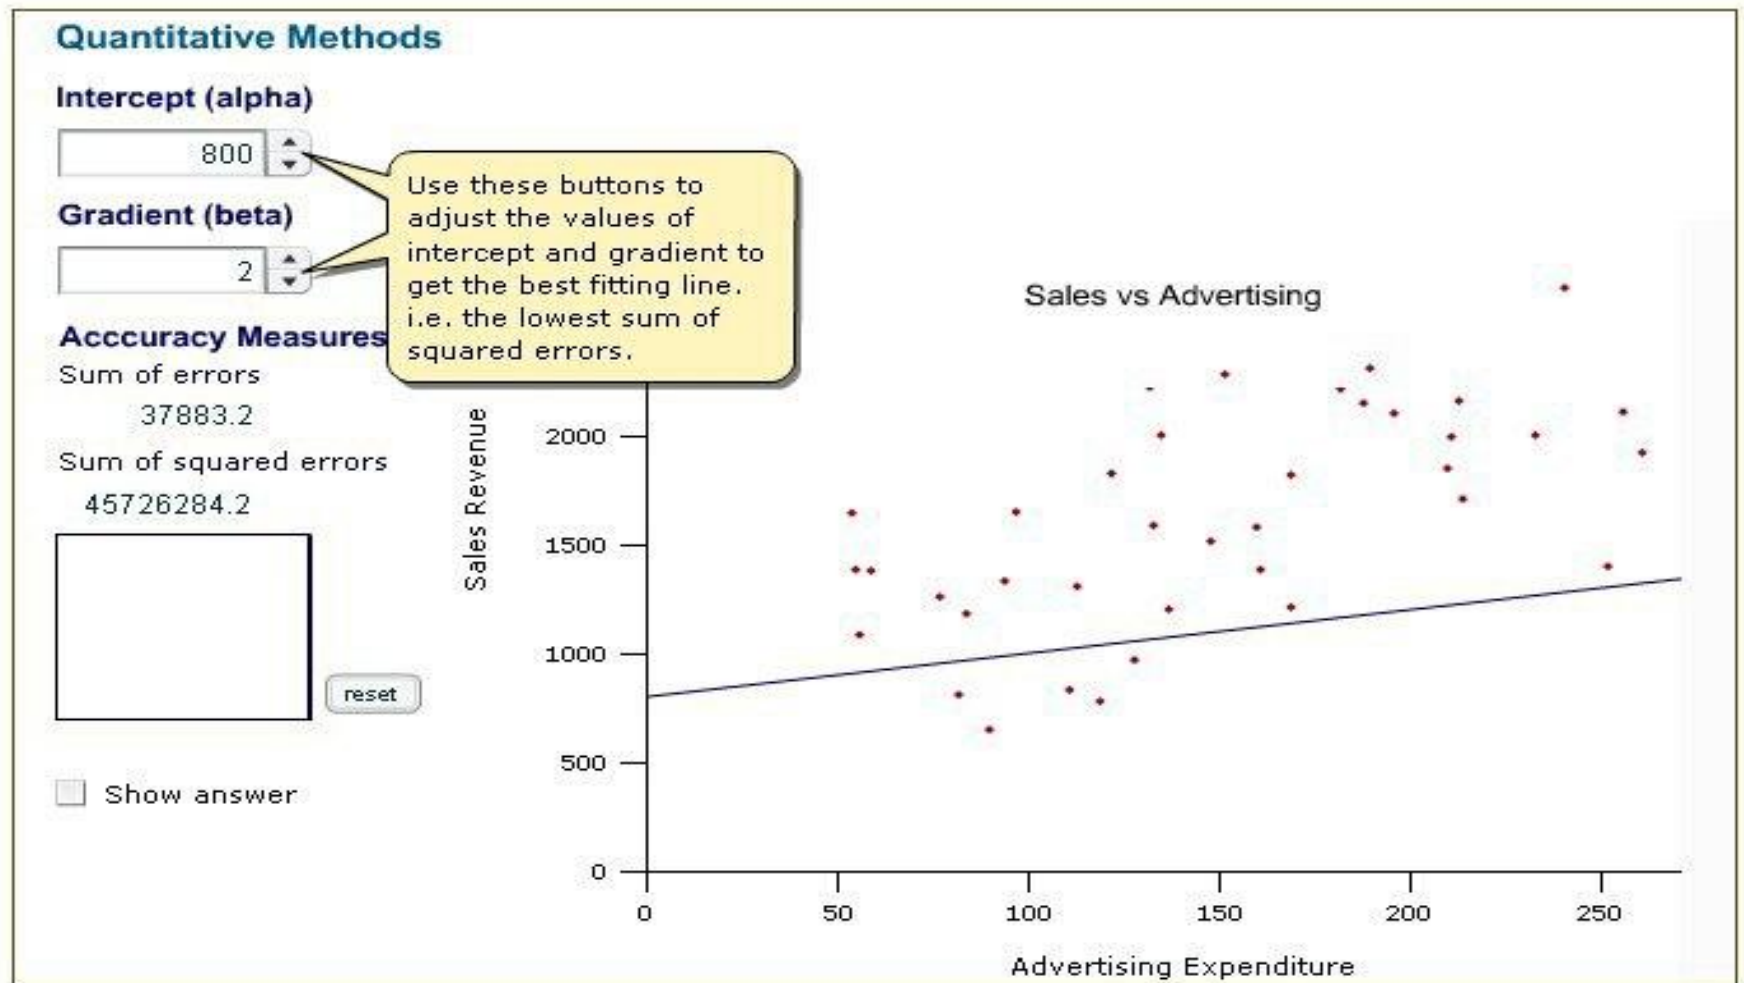 Quantitative Methods
Intercept (alpha)
800
Gradient (beta)
2
Use these buttons to
adjust the values of
intercept and gradient to
get the best fitting line.
i.e. the lowest sum of
squared errors.
Acccuracy Measures
Sum of errors
37883.2
Sum of squared errors
45726284.2
reset
Show answer
Sales vs Advertising
Sales Revenue
2000
1500
1000
500
0
0 50 100 150 200 250
Advertising Expenditure